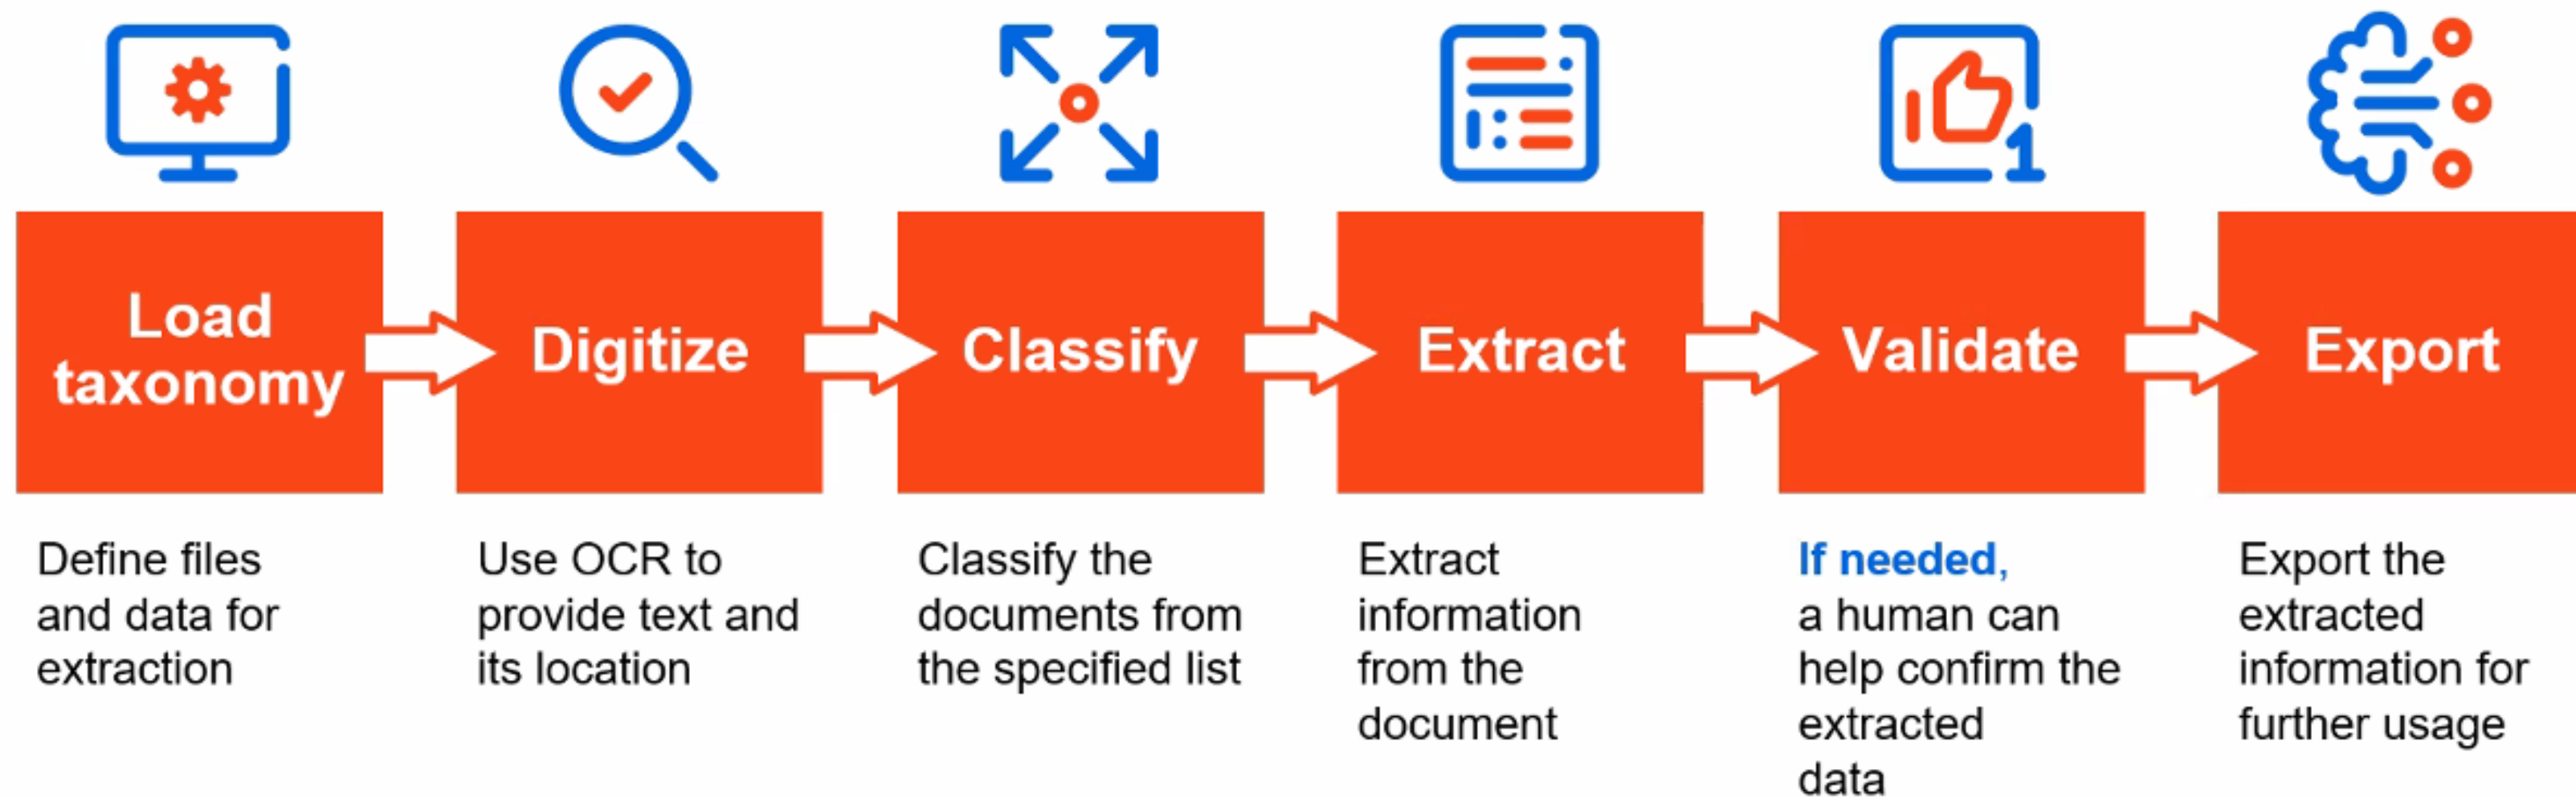 Load
taxonomy
Digitize
Classify
Extract
Validate
Export
Define files
and data for
extraction
Use OCR to
provide text and
its location
Classify the
documents from
the specified list
Extract
information
from the
document
If needed,
a human can
help confirm the
extracted
data
Export the
extracted
information for
further usage